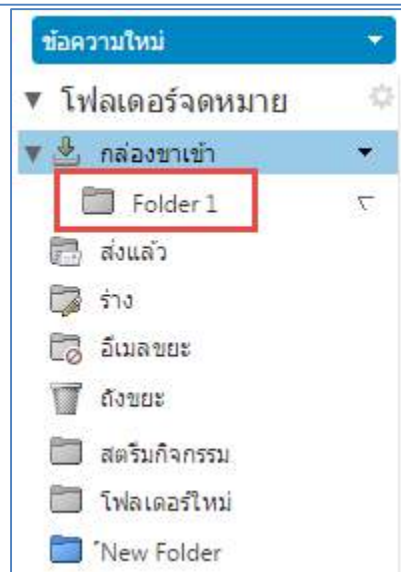 ข้อความใหม่
โฟลเดอร์จดหมาย
กล่องขาเข้า
Folder 1
ส่งแล้ว
ร่าง
อีเมลขยะ
ถังขยะ
สตรีมกิจกรรม
โฟลเดอร์ใหม่
่New Folder